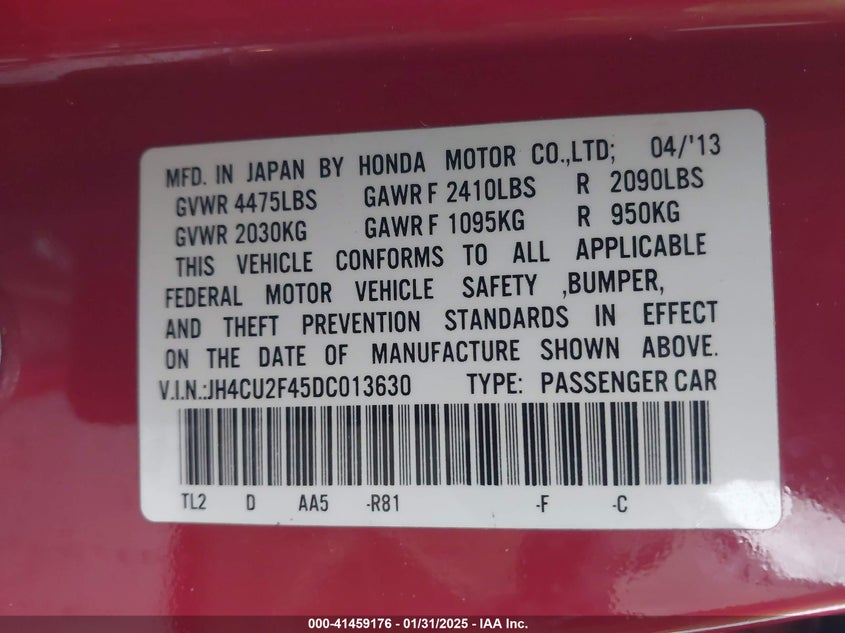 MFD. IN JAPAN BY HONDA MOTOR CO.,LTD; 04/'13
GVWR 4475LBS GAWR F 2410LBS R 2090LBS
GVWR 2030KG GAWR F 1095KG R 950KG
THIS VEHICLE CONFORMS TO ALL APPLICABLE
FEDERAL MOTOR VEHICLE SAFETY ,BUMPER,
AND THEFT PREVENTION STANDARDS IN EFFECT
ON THE DATE OF MANUFACTURE SHOWN ABOVE.
V.I.N.:JH4CU2F45DC013630 TYPE: PASSENGER CAR
TL2 D AA5 -R81 -F -C
000-41459176 - 01/31/2025 - IAA Inc.